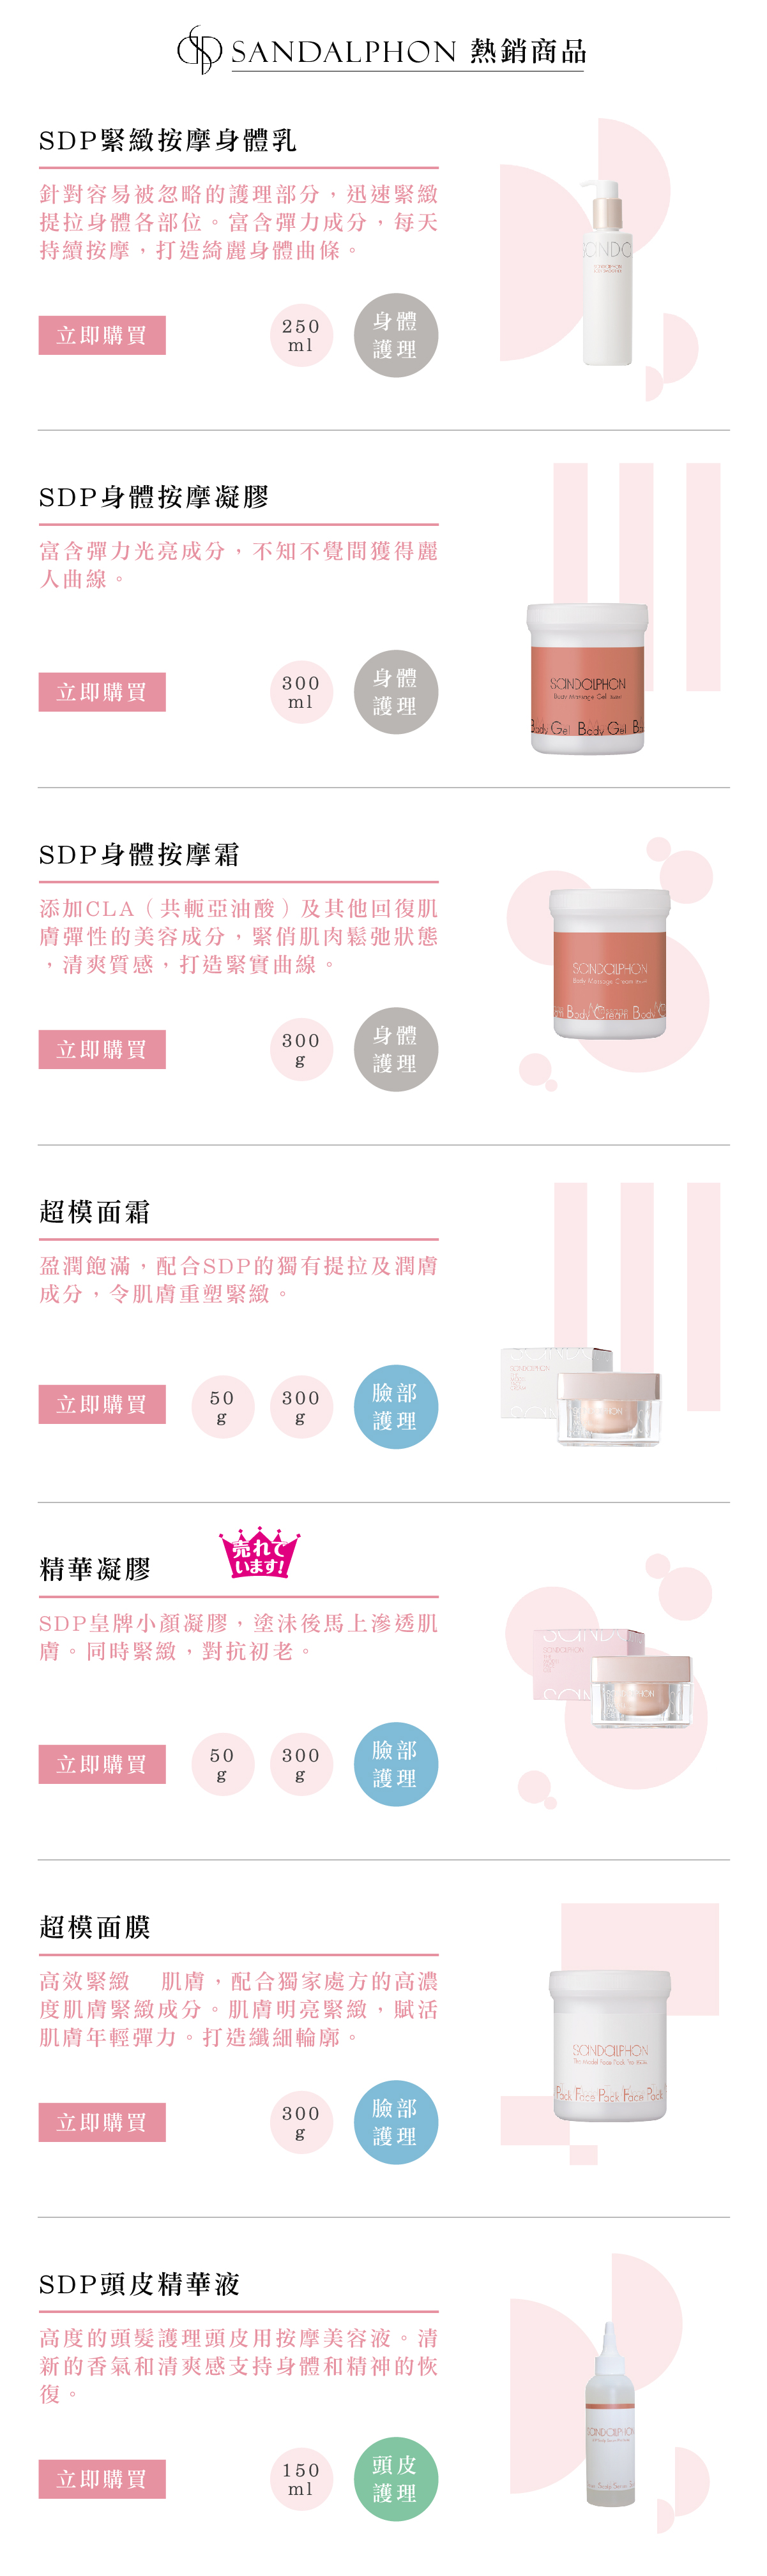 SANDALPHON 熱銷商品
SDP緊緻按摩身體乳
針對容易被忽略的護理部分，迅速緊緻
提拉身體各部位。富含彈力成分，每天
持續按摩，打造綺麗身體曲條。
立即購買
250
ml
身體
護理
SANDO
SDP身體按摩凝膠
富含彈力光亮成分，不知不覺間獲得麗
人曲線。
立即購買
300
ml
身體
護理
SANDALPHON
Body Massage Gel
Body Gel Body Gel Bo
SDP身體按摩霜
添加CLA（共軛亞油酸）及其他回復肌
膚彈性的美容成分，緊俏肌肉鬆弛狀態
，清爽質感，打造緊實曲線。
立即購買
300
g
身體
護理
SANDALPHON
Body Massage Cream
Body Cream Body C
超模面霜
盈潤飽滿，配合SDP的獨有提拉及潤膚
成分，令肌膚重塑緊緻。
立即購買
50
g
300
g
臉部
護理
SANDALPHON
精華凝膠
売れて
います!
SDP皇牌小顏凝膠，塗沫後馬上滲透肌
膚。同時緊緻，對抗初老。
立即購買
50
g
300
g
臉部
護理
SANDALPHON
超模面膜
高效緊緻 肌膚，配合獨家處方的高濃
度肌膚緊緻成分。肌膚明亮緊緻，賦活
肌膚年輕彈力。打造纖細輪廓。
立即購買
300
g
臉部
護理
SANDALPHON
Pack Face Pack Face Pack
SDP頭皮精華液
高度的頭髮護理頭皮用按摩美容液。清
新的香氣和清爽感支持身體和精神的恢
復。
立即購買
150
ml
頭皮
護理
SANDALPHON